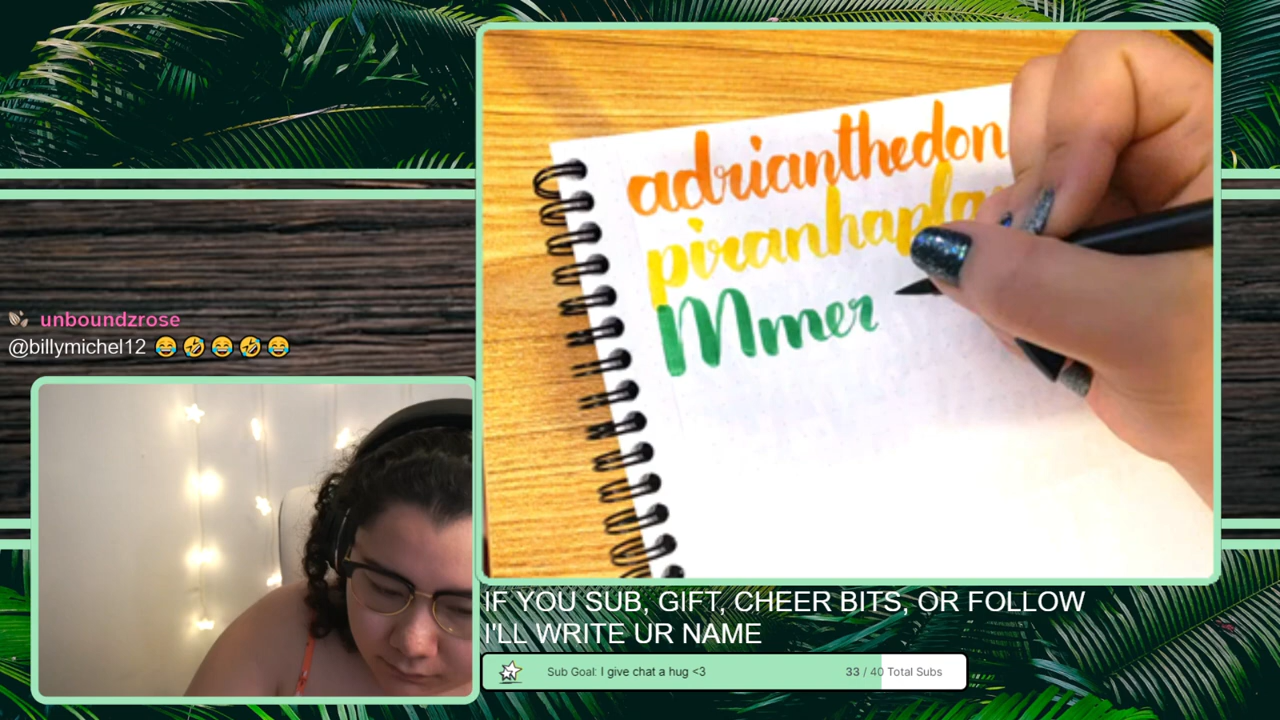 adrianthedon
piranhapla
Mmer
unboundzrose
@billymichel12 😂🤣😂🤣😂
IF YOU SUB, GIFT, CHEER BITS, OR FOLLOW
I'LL WRITE UR NAME
Sub Goal: I give chat a hug <3 33 / 40 Total Subs